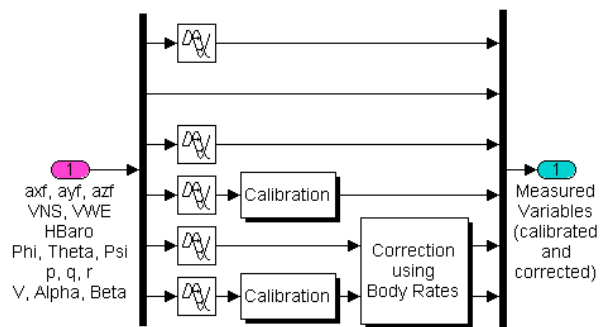 1
axf, ayf, azf
VNS, VWE
HBaro
Phi, Theta, Psi
p, q, r
V, Alpha, Beta
Calibration
Calibration
Correction
using
Body Rates
1
Measured
Variables
(calibrated
and
corrected)